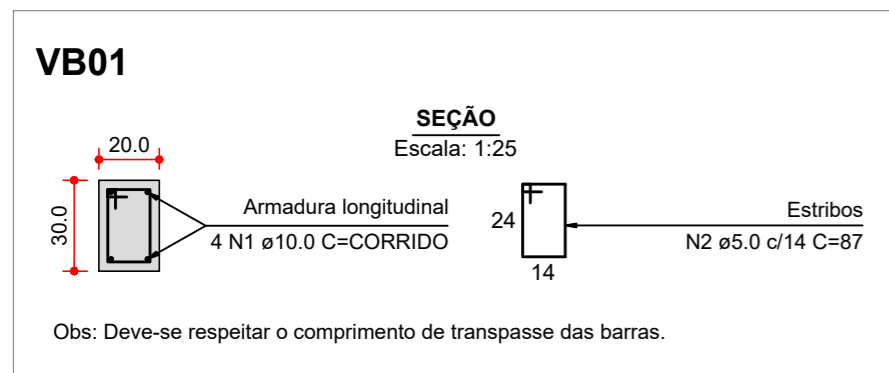 VB01
SEÇÃO
Escala: 1:25
20.0
30.0
Armadura longitudinal
4 N1 ø10.0 C=CORRIDO
24
14
Estribos
N2 ø5.0 c/14 C=87
Obs: Deve-se respeitar o comprimento de transpasse das barras.